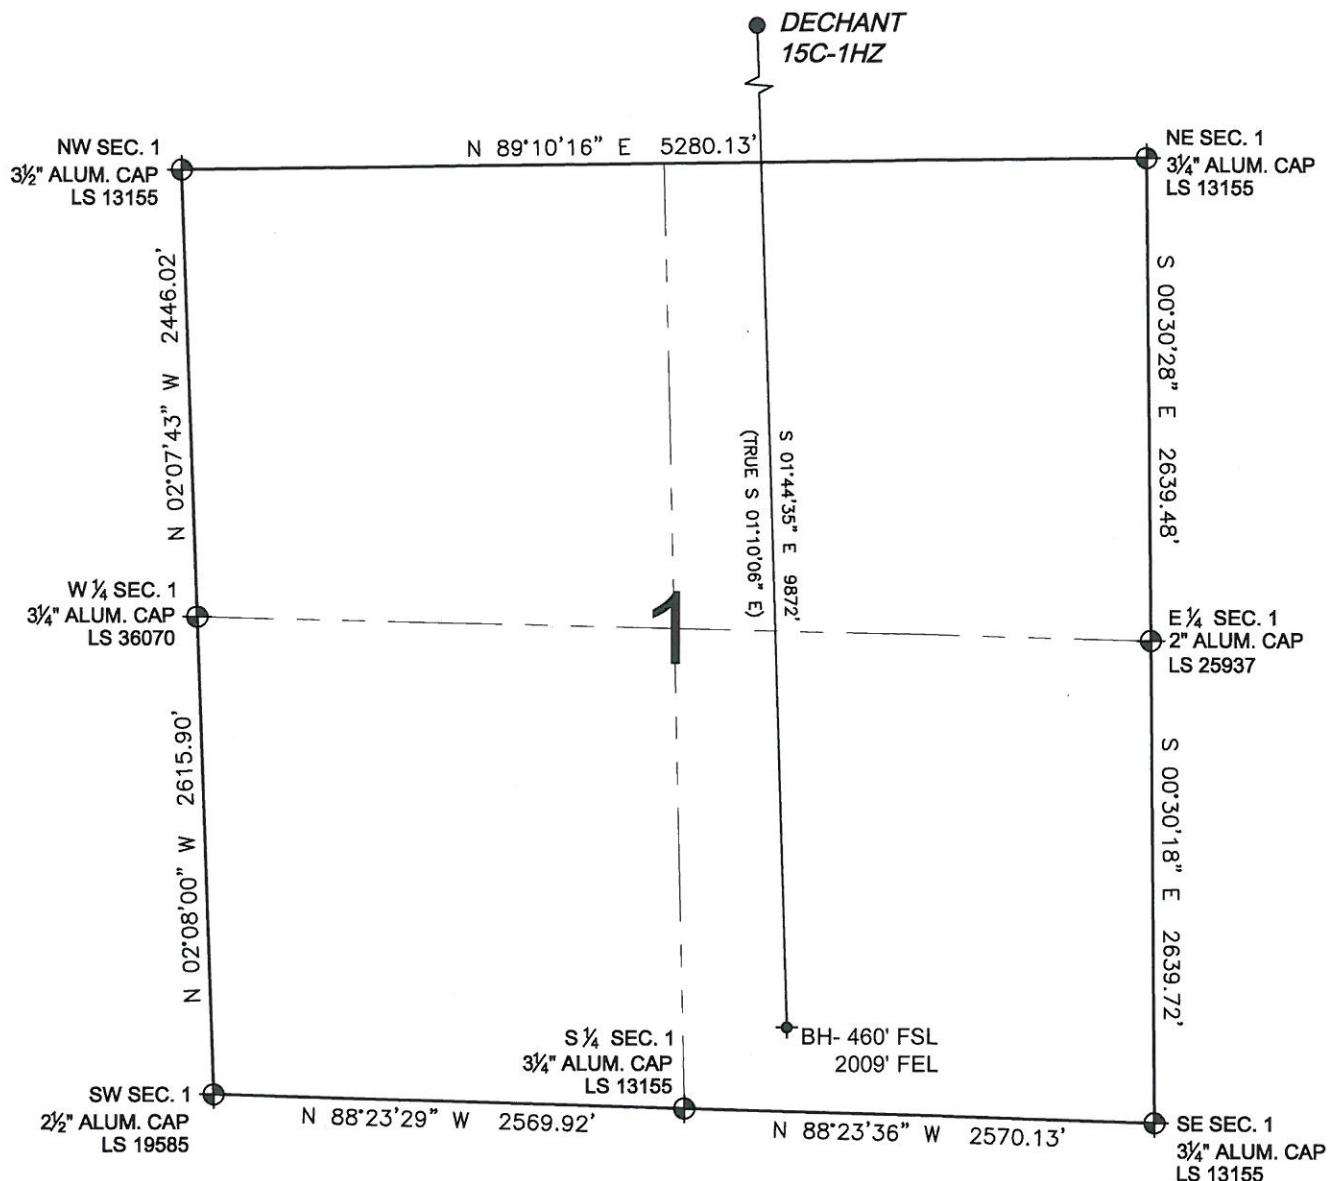 DECHANT
15C-1HZ
N 89°10'16" E 5280.13'
NW SEC. 1
3½" ALUM. CAP
LS 13155
NE SEC. 1
3¼" ALUM. CAP
LS 13155
N 02°07'43" W 2446.02'
S 00°30'28" E 2639.48'
S 01°44'35" E 9872'
(TRUE S 01°10'06" E)
W ¼ SEC. 1
3¼" ALUM. CAP
LS 36070
1
E ¼ SEC. 1
2" ALUM. CAP
LS 25937
N 02°08'00" W 2615.90'
S 00°30'18" E 2639.72'
BH- 460' FSL
2009' FEL
S ¼ SEC. 1
3¼" ALUM. CAP
LS 13155
SW SEC. 1
2½" ALUM. CAP
LS 19585
N 88°23'29" W 2569.92'
N 88°23'36" W 2570.13'
SE SEC. 1
3¼" ALUM. CAP
LS 13155